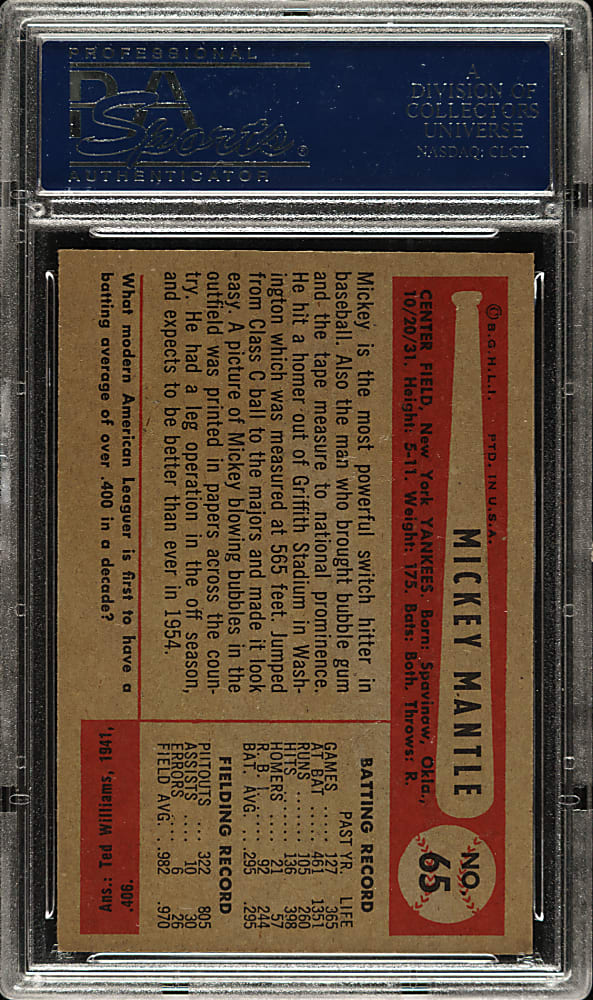 PROFESSIONAL
PSA
Sports®
AUTHENTICATOR
A
DIVISION OF
COLLECTORS
UNIVERSE
NASDAQ: CLCT
© B.G.H.L.I. PTD. IN U.S.A.
MICKEY MANTLE
NO.
65
CENTER FIELD, New York YANKEES. Born: Spavinaw, Okla.,
10/20/31. Height: 5-11. Weight: 175. Bats: Both. Throws: R.
Mickey is the most powerful switch hitter in
baseball. Also the man who brought bubble gum
and the tape measure to national prominence.
He hit a homer out of Griffith Stadium in Wash-
ington which was measured at 565 feet. Jumped
from Class C ball to the majors and made it look
easy. A picture of Mickey blowing bubbles in the
outfield was printed in papers across the coun-
try. He had a leg operation in the off season,
and expects to be better than ever in 1954.
BATTING RECORD
PAST YR. LIFE
GAMES ..... 127 365
AT BAT .... 461 1351
RUNS ...... 105 260
HITS ...... 136 398
HOMERS .... 21 57
R. B. I. .... 92 244
BAT. AVG. .. .295 .295
FIELDING RECORD
PUTOUTS .... 322 805
ASSISTS .... 10 30
ERRORS .... 6 26
FIELD AVG. .. .982 .970
What modern American Leaguer is first to have a
batting average of over .400 in a decade?
.406.
Ans.: Ted Williams, 1941,